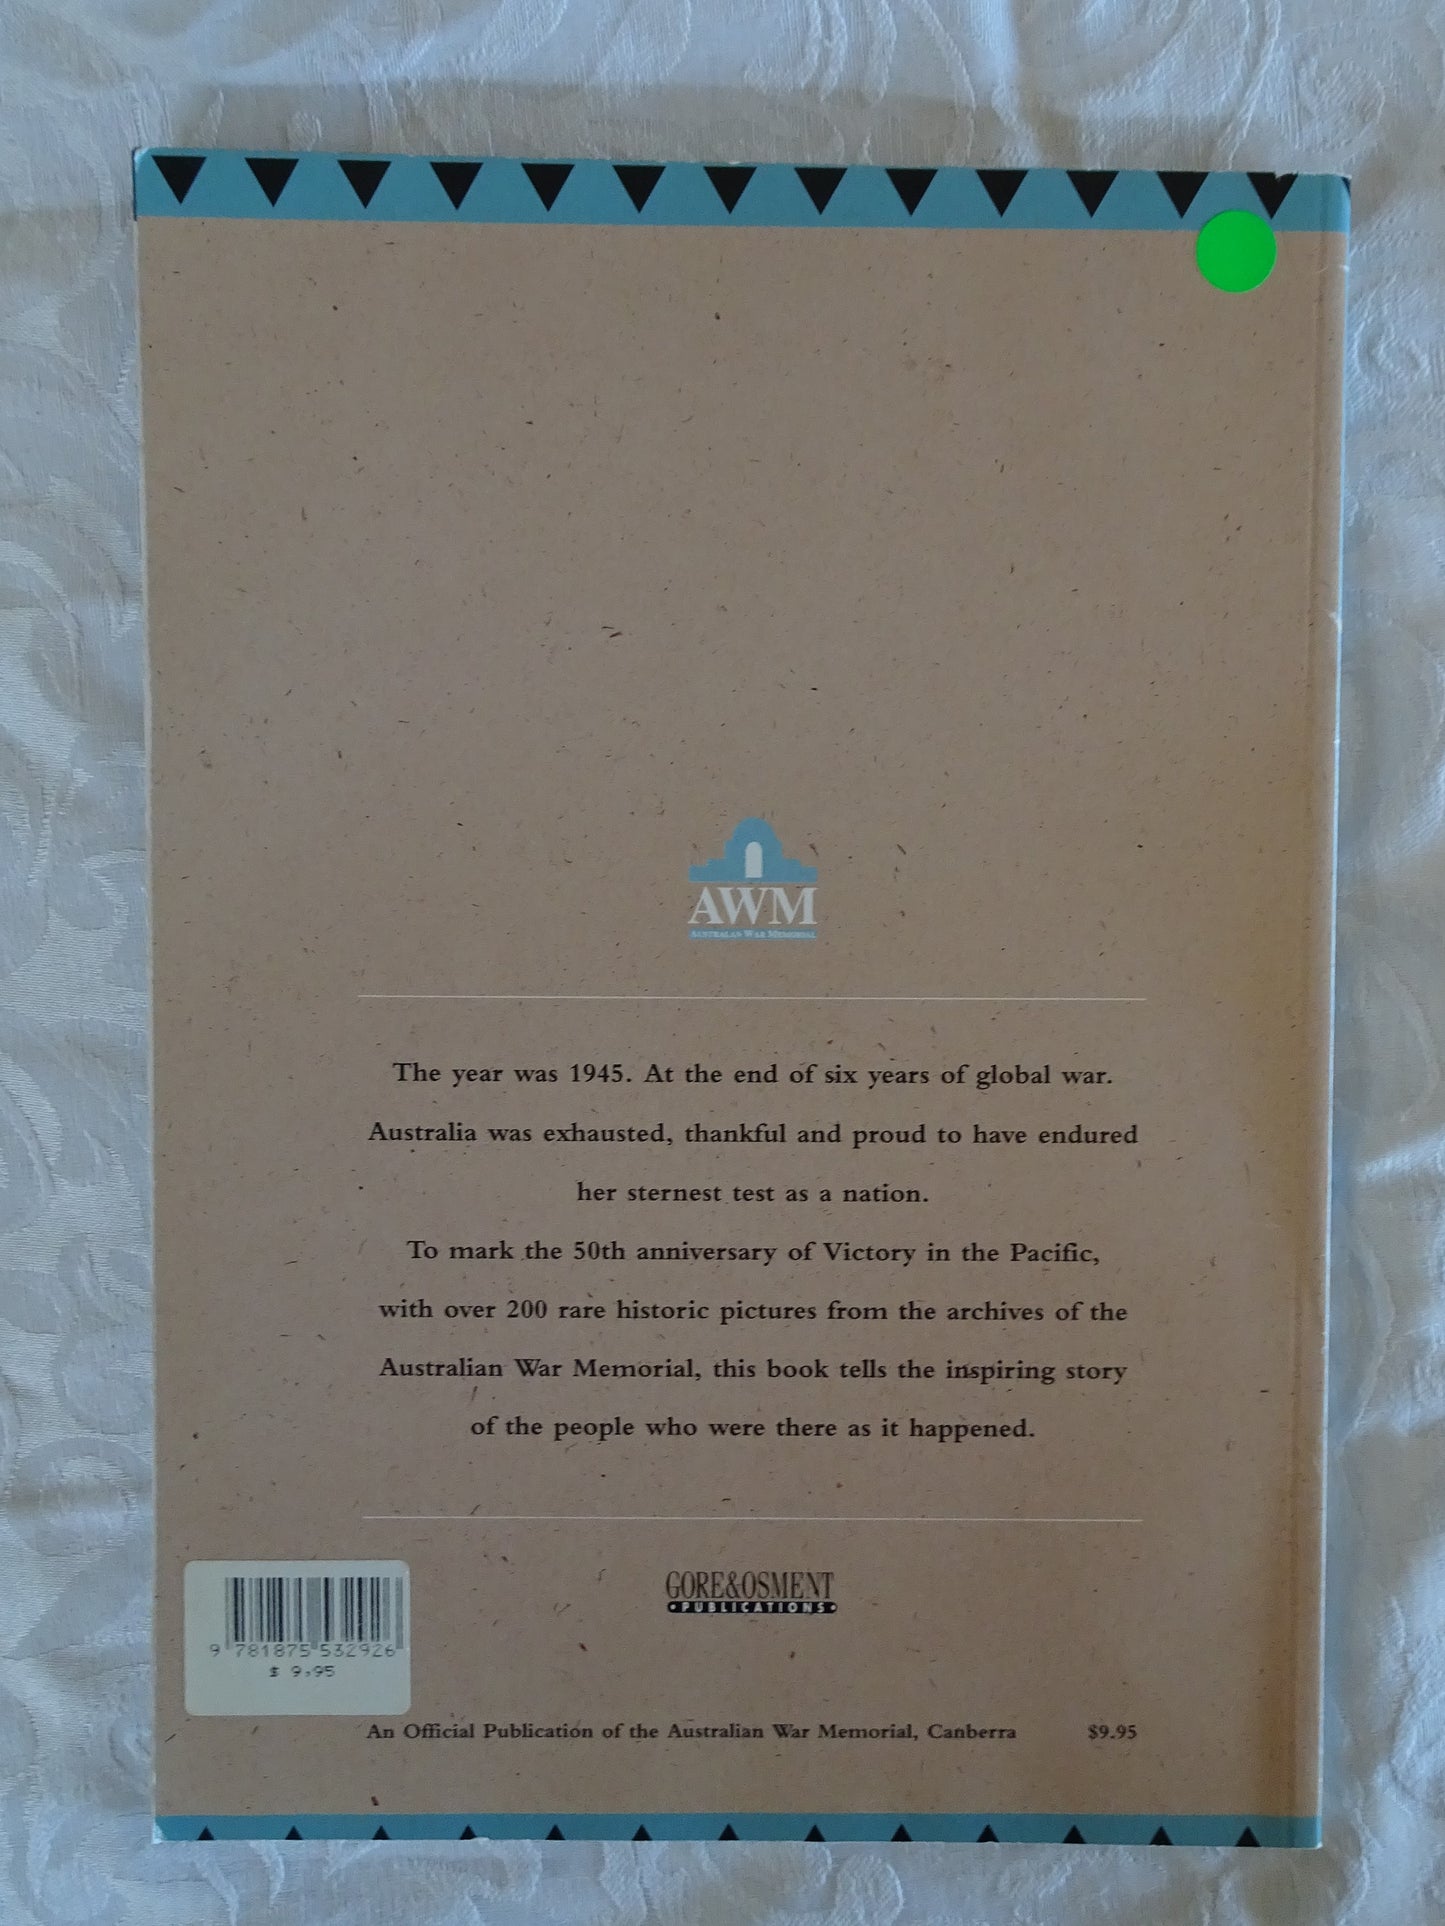 AWM
AUSTRALIAN WAR MEMORIAL
The year was 1945. At the end of six years of global war.
Australia was exhausted, thankful and proud to have endured
her sternest test as a nation.
To mark the 50th anniversary of Victory in the Pacific,
with over 200 rare historic pictures from the archives of the
Australian War Memorial, this book tells the inspiring story
of the people who were there as it happened.
GORE&OSMENT
•PUBLICATIONS•
9 781875 532926
$ 9.95
An Official Publication of the Australian War Memorial, Canberra $9.95